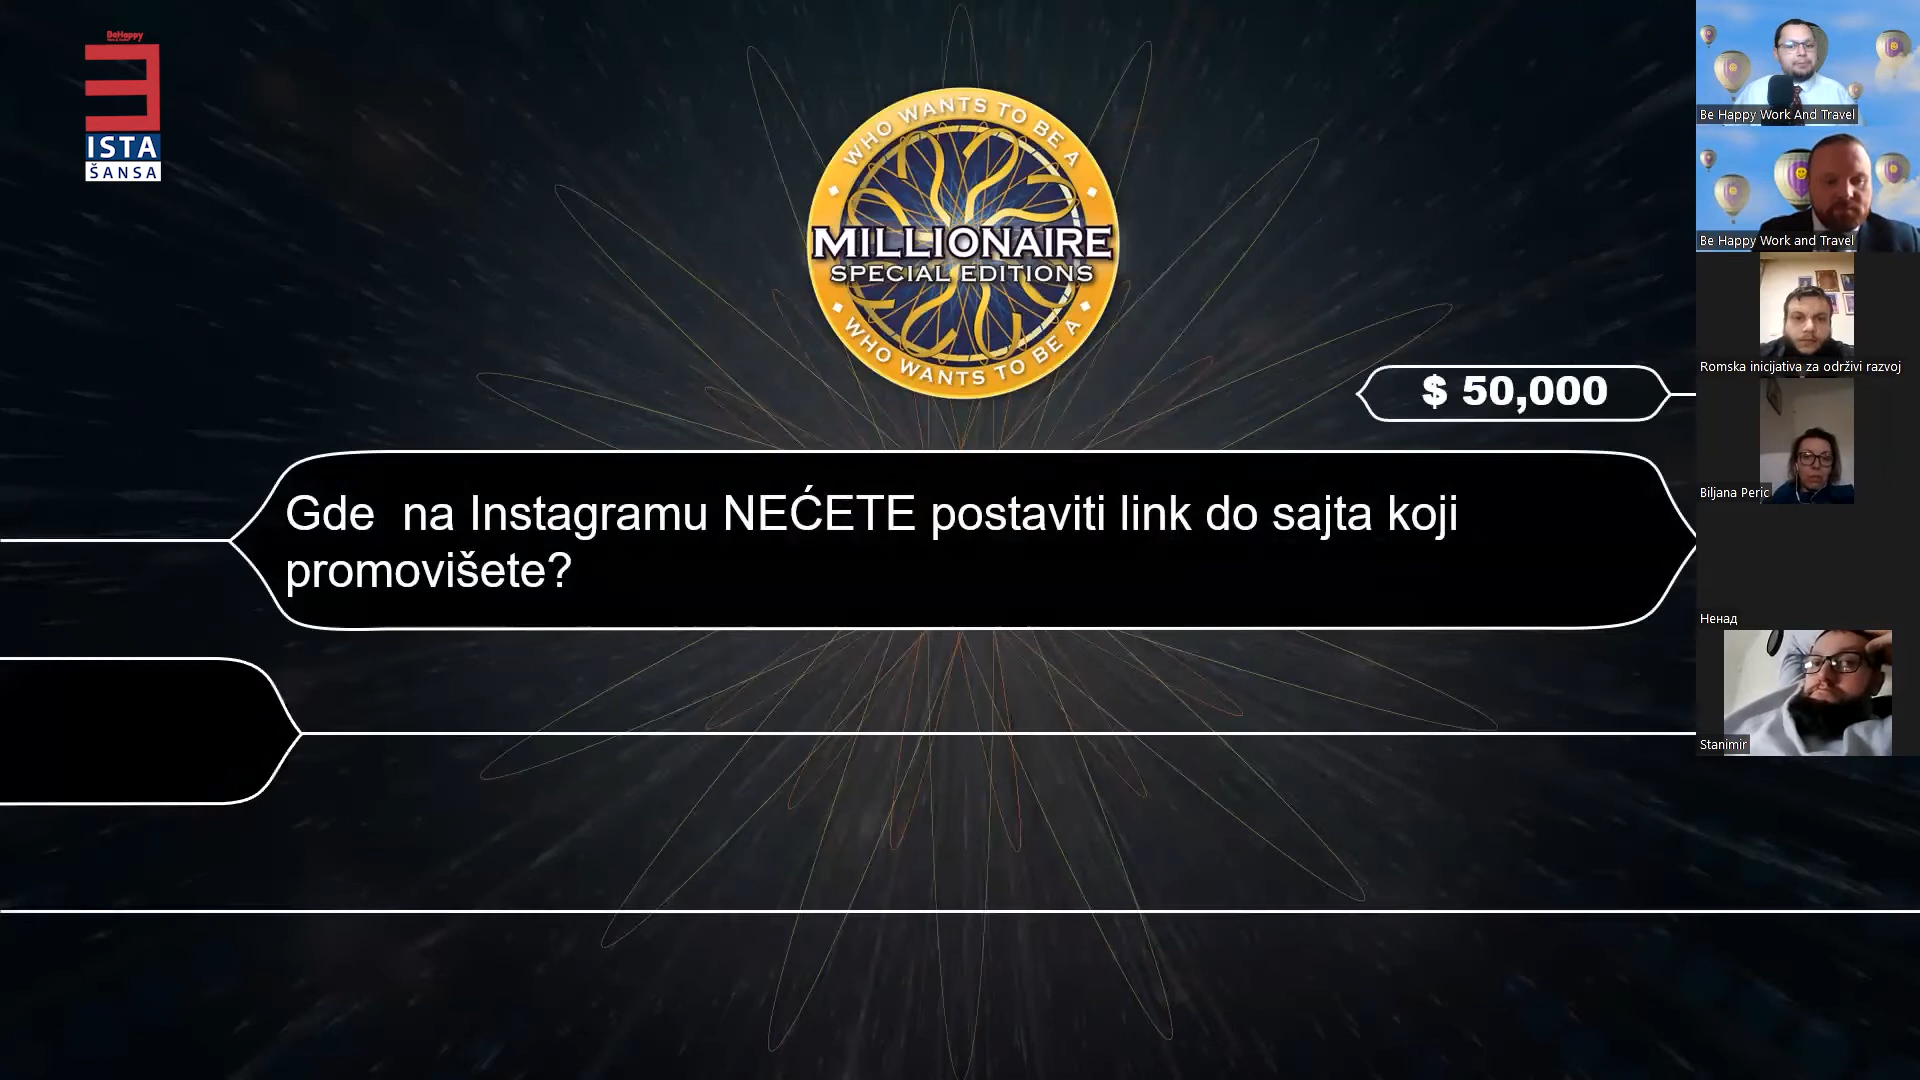 BeHappy
ISTA
ŠANSA
WHO WANTS TO BE A
MILLIONAIRE
SPECIAL EDITIONS
WHO WANTS TO BE A
$ 50,000
Gde na Instagramu NEĆETE postaviti link do sajta koji
promovišete?
Be Happy Work And Travel
Be Happy Work and Travel
Romska inicijativa za održivi razvoj
Biljana Peric
Ненад
Stanimir